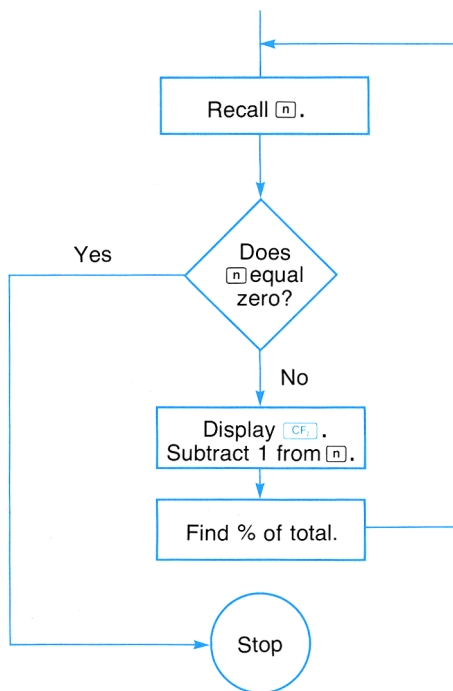 Recall n.
Yes
Does
n equal
zero?
No
Display CFj.
Subtract 1 from n.
Find % of total.
Stop